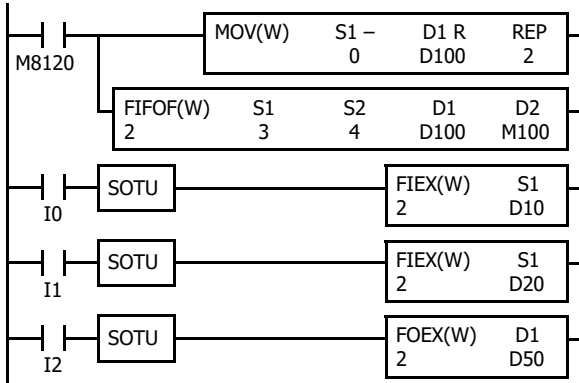 MOV(W) S1 – D1 R REP
0 D100 2
M8120
FIFOF(W) S1 S2 D1 D2
2 3 4 D100 M100
SOTU FIEX(W) S1
I0 2 D10
SOTU FIEX(W) S1
I1 2 D20
SOTU FOEX(W) D1
I2 2 D50